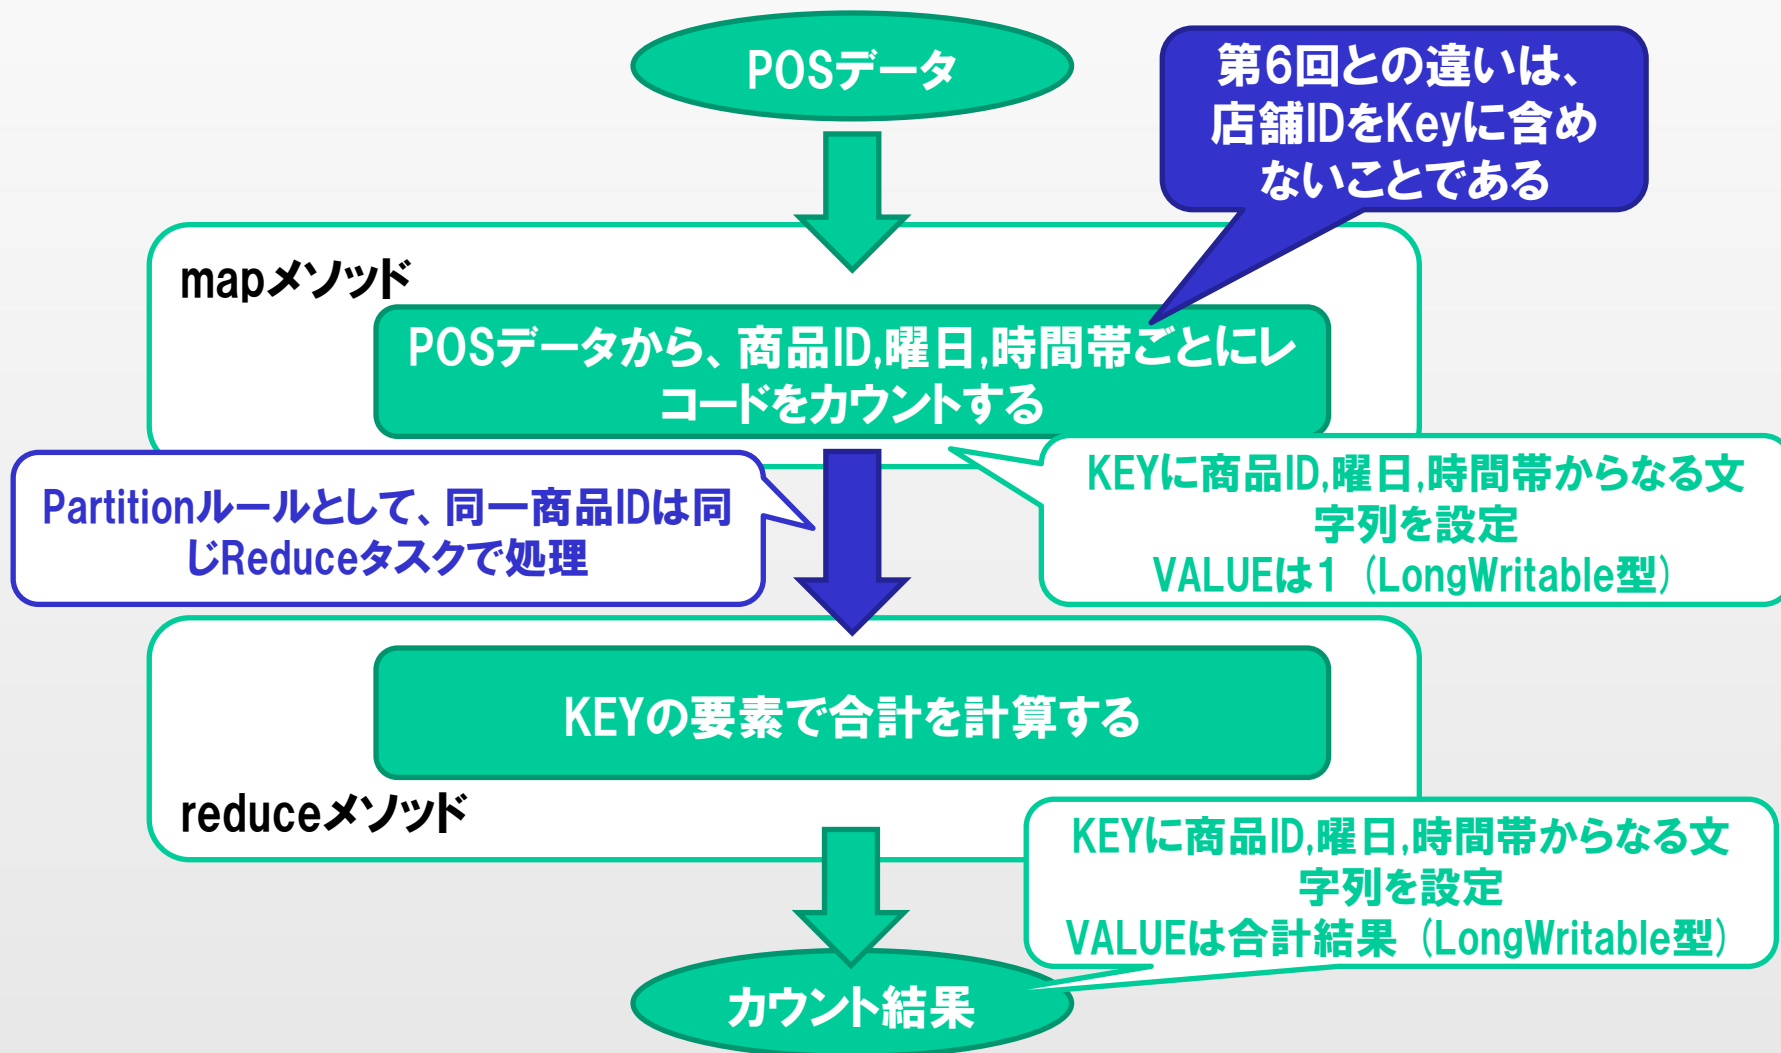 POSデータ
第6回との違いは、
店舗IDをKeyに含め
ないことである
mapメソッド
POSデータから、商品ID,曜日,時間帯ごとにレ
コードをカウントする
KEYに商品ID,曜日,時間帯からなる文
字列を設定
VALUEは1 (LongWritable型)
Partitionルールとして、同一商品IDは同
じReduceタスクで処理
KEYの要素で合計を計算する
reduceメソッド
KEYに商品ID,曜日,時間帯からなる文
字列を設定
VALUEは合計結果 (LongWritable型)
カウント結果